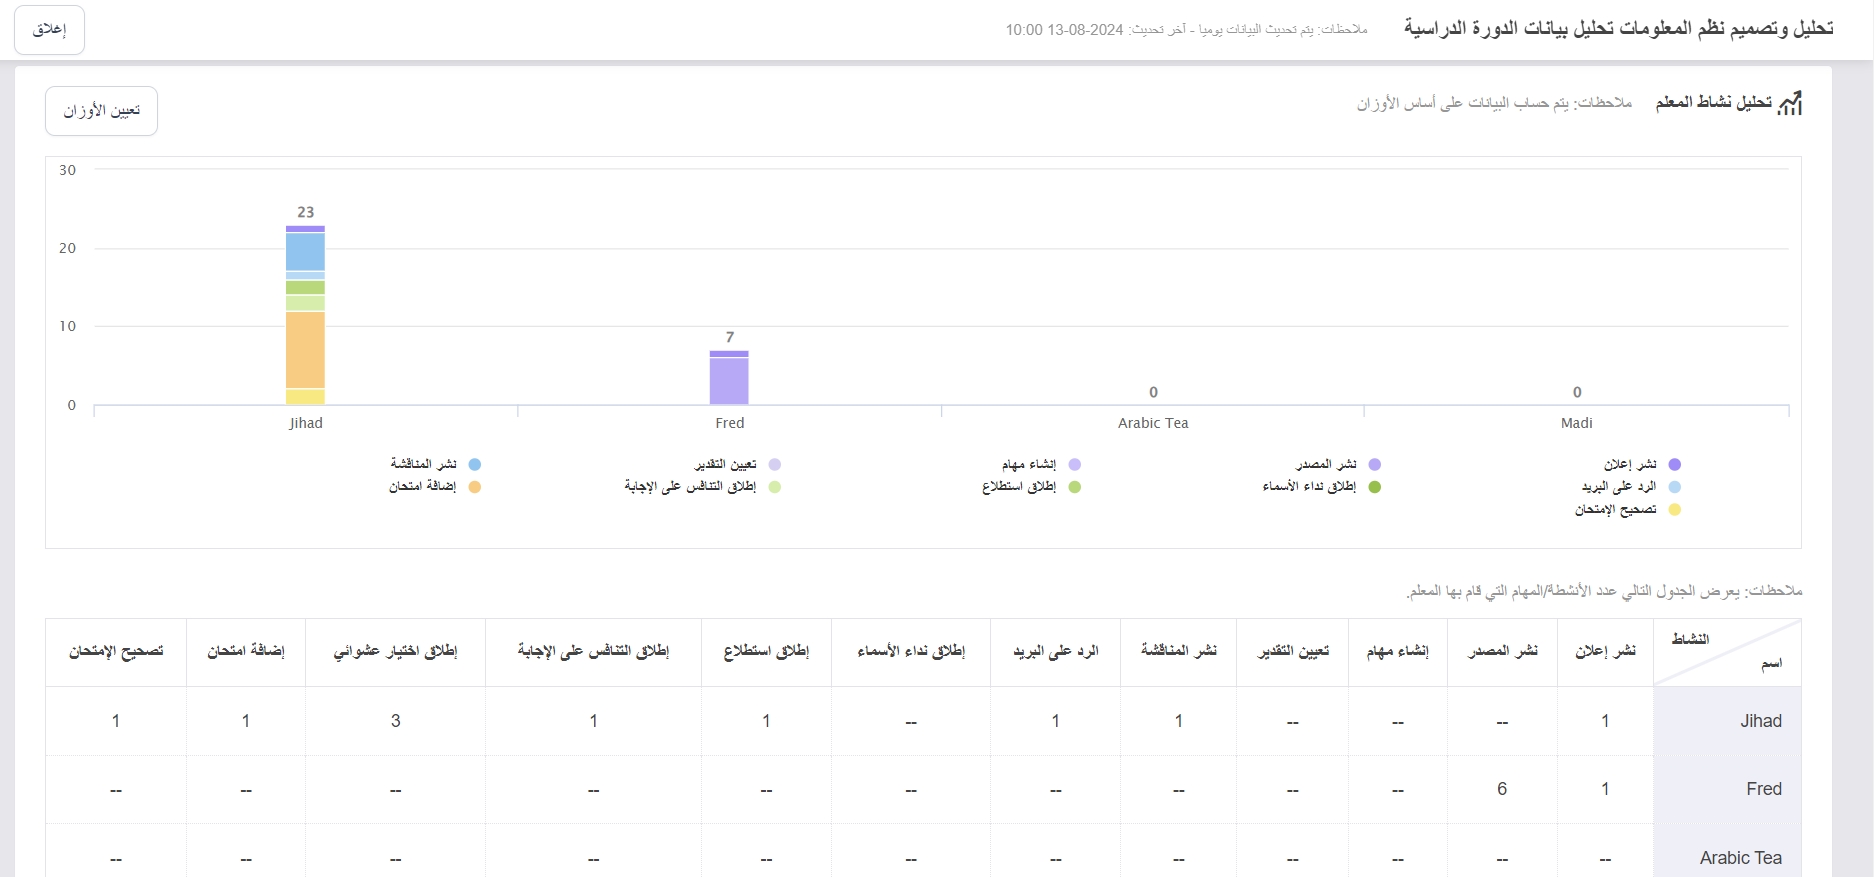 تحليل وتصميم نظم المعلومات تحليل بيانات الدورة الدراسية ملاحظات: يتم تحديث البيانات يوميا - آخر تحديث: 2024-08-13 10:00 إغلاق
تحليل نشاط المعلم ملاحظات: يتم حساب البيانات على أساس الأوزان تعيين الأوزان
30
23
20
10
7
0 0 0
Jihad Fred Arabic Tea Madi
نشر إعلان نشر المصدر إنشاء مهام تعيين التقدير نشر المناقشة
الرد على البريد إطلاق نداء الأسماء إطلاق استطلاع إطلاق التنافس على الإجابة إضافة امتحان
تصحيح الإمتحان
ملاحظات: يعرض الجدول التالي عدد الأنشطة/المهام التي قام بها المعلم.
النشاط
اسم نشر إعلان نشر المصدر إنشاء مهام تعيين التقدير نشر المناقشة الرد على البريد إطلاق نداء الأسماء إطلاق استطلاع إطلاق التنافس على الإجابة إطلاق اختيار عشوائي إضافة امتحان تصحيح الإمتحان
Jihad 1 -- -- -- 1 1 -- 1 1 3 1 1
Fred 1 6 -- -- -- -- -- -- -- -- -- --
Arabic Tea -- -- -- -- -- -- -- -- -- -- -- --